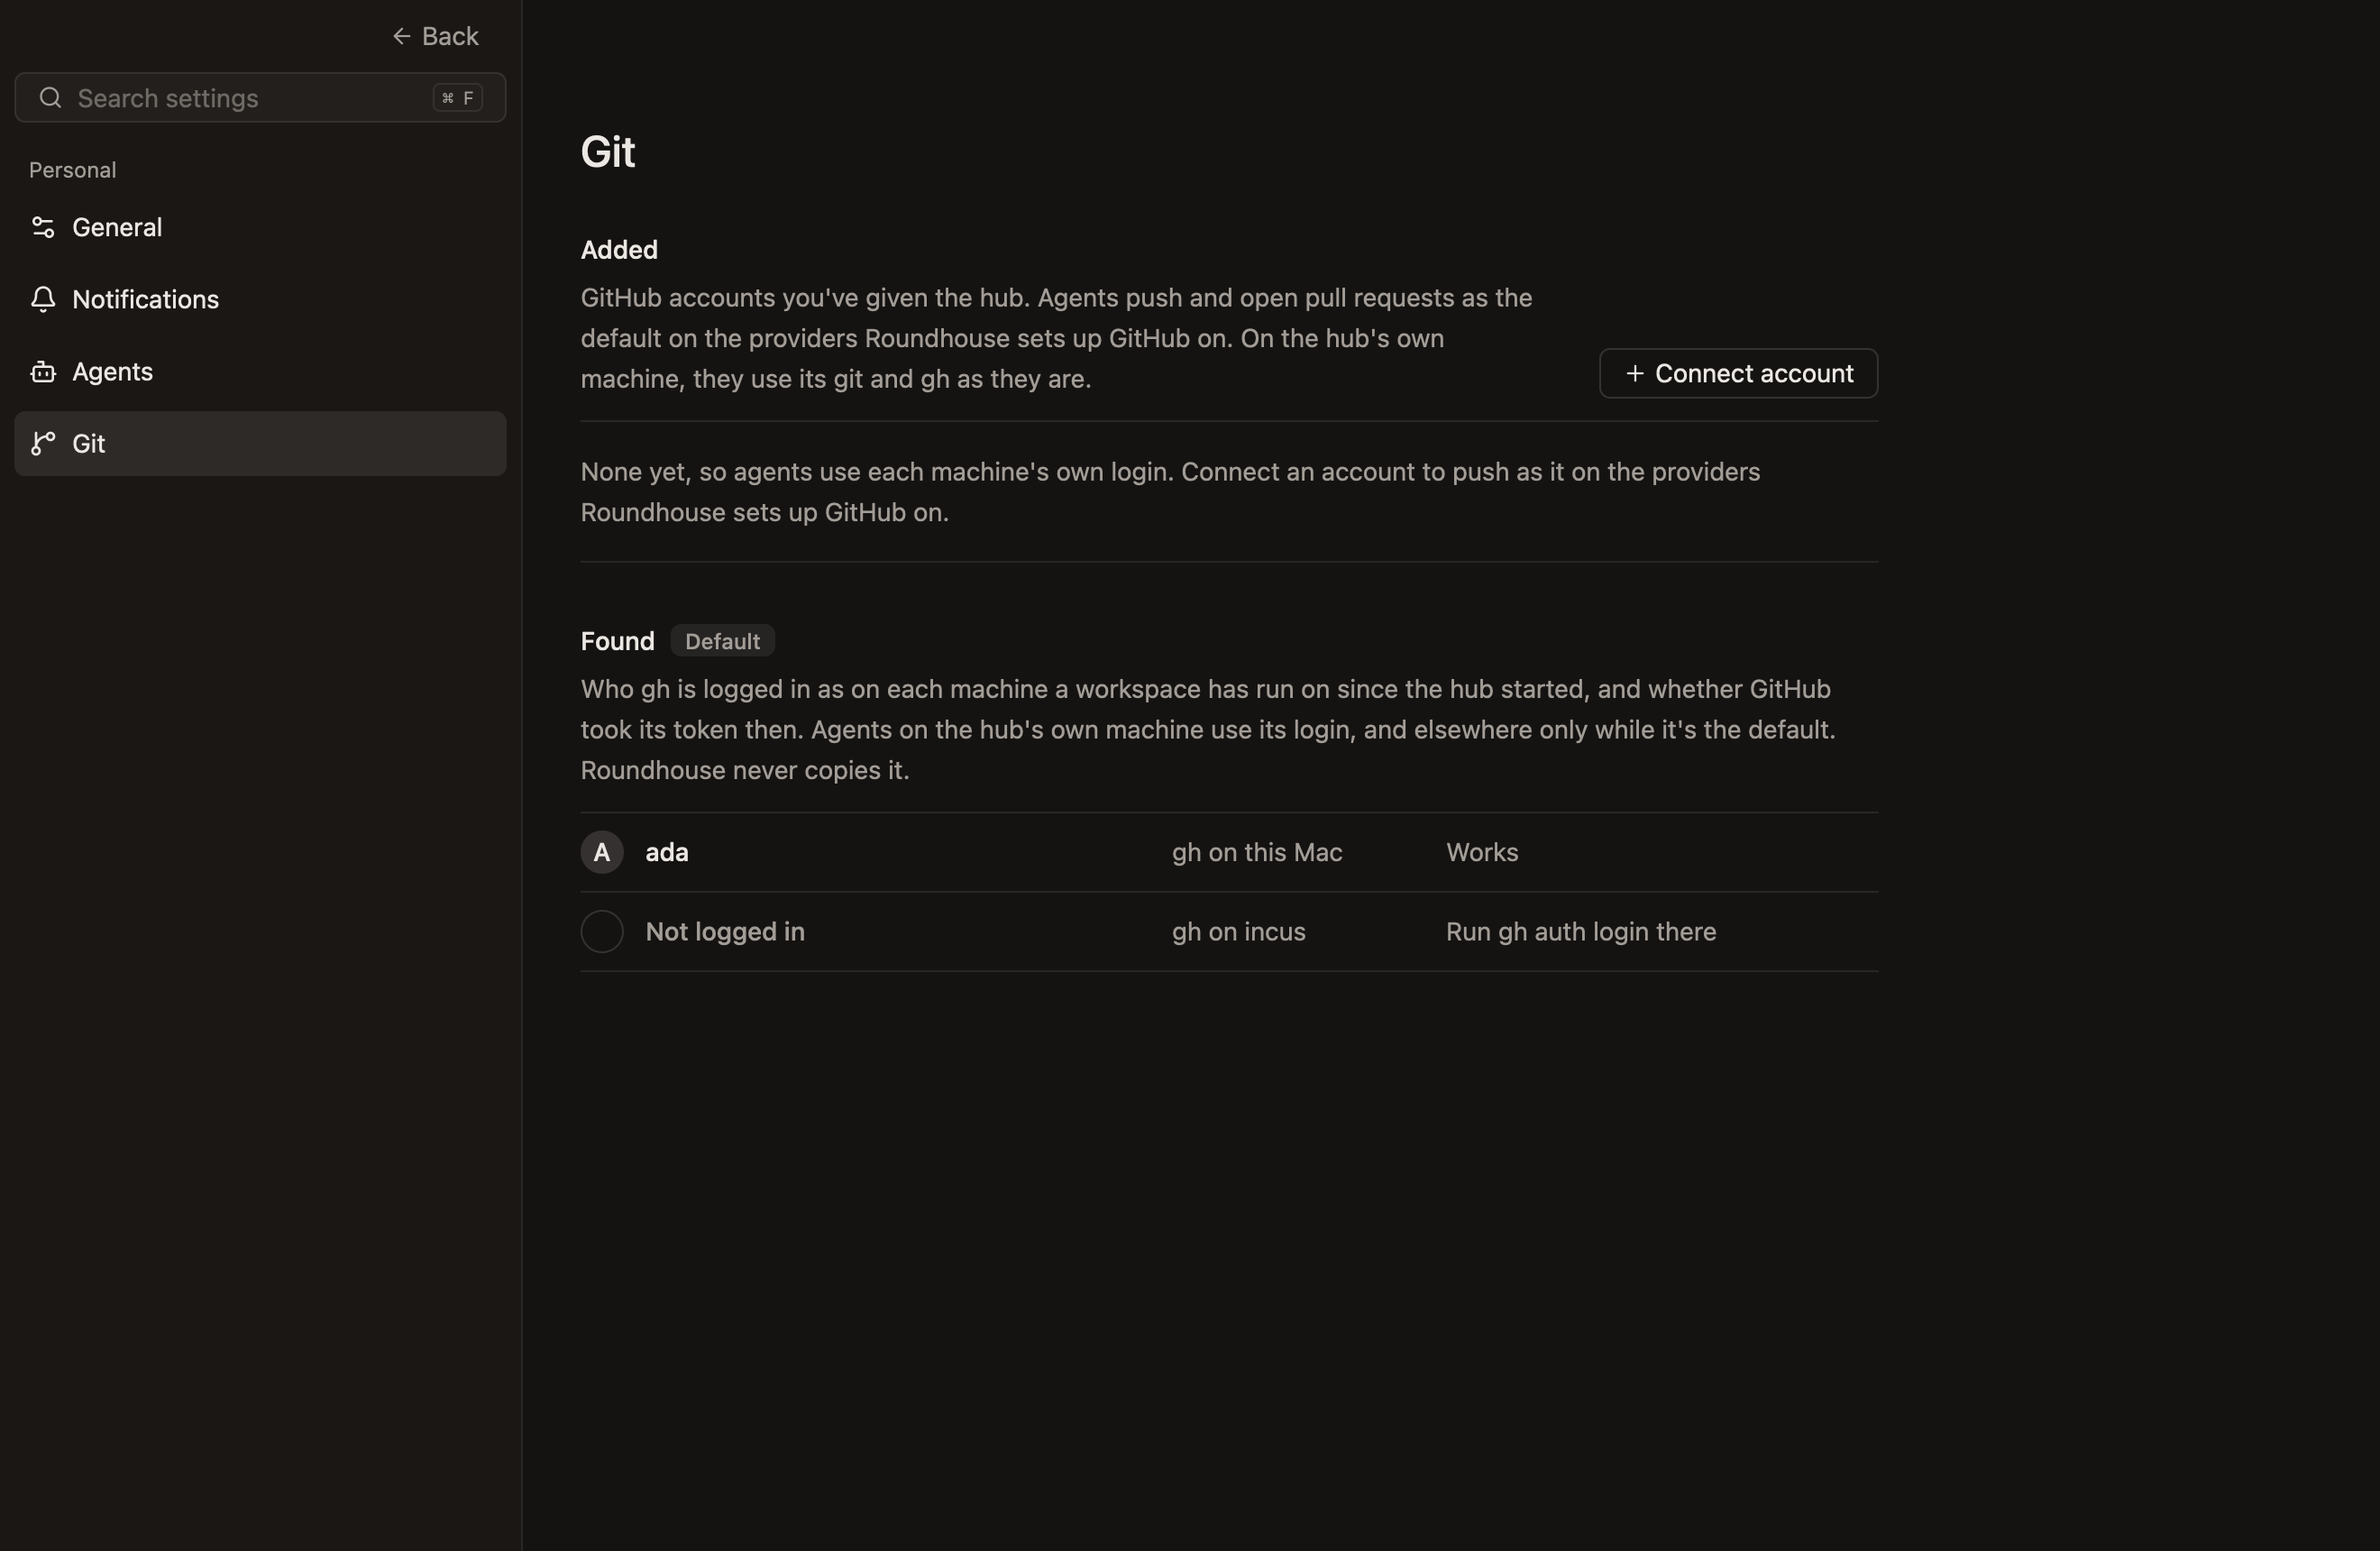 Back
Search settings
⌘ F
Personal
General
Notifications
Agents
Git
Git
Added
GitHub accounts you've given the hub. Agents push and open pull requests as the
default on the providers Roundhouse sets up GitHub on. On the hub's own
machine, they use its git and gh as they are.
Connect account
None yet, so agents use each machine's own login. Connect an account to push as it on the providers
Roundhouse sets up GitHub on.
Found Default
Who gh is logged in as on each machine a workspace has run on since the hub started, and whether GitHub
took its token then. Agents on the hub's own machine use its login, and elsewhere only while it's the default.
Roundhouse never copies it.
A ada gh on this Mac Works
Not logged in gh on incus Run gh auth login there